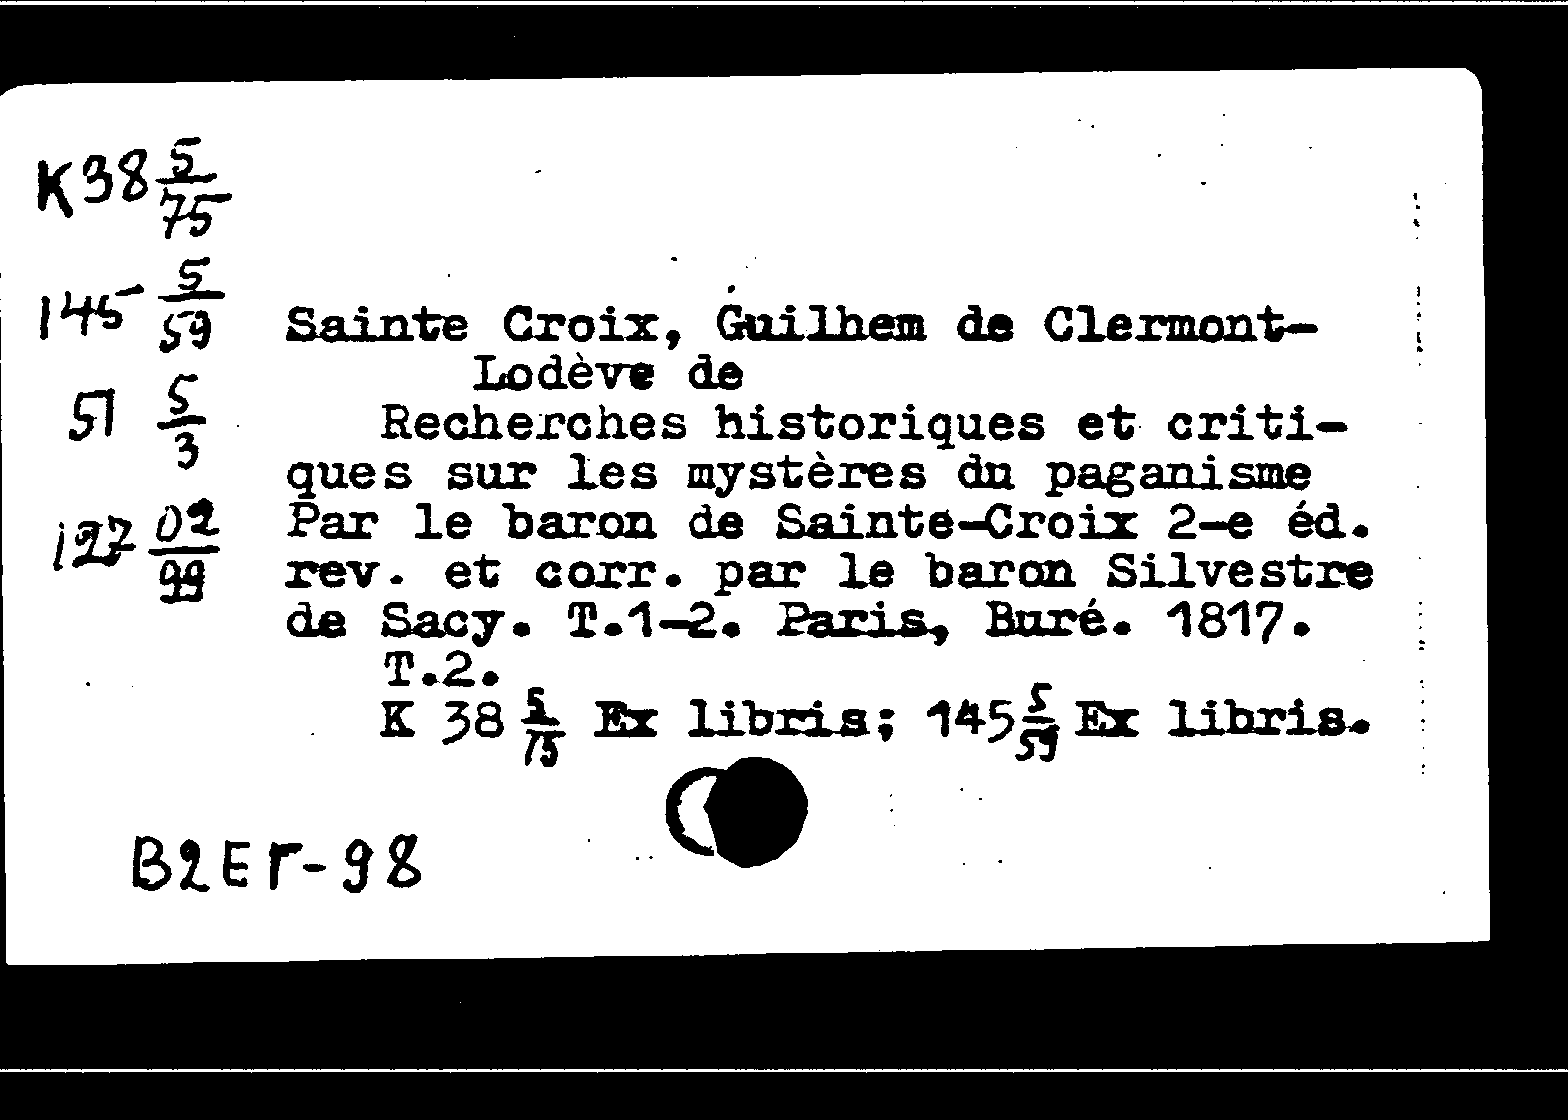 K38 5/75
145 5/59
51 5/3
127 02/99
Sainte Croix, Guilhem de Clermont-
Lodève de
Recherches historiques et criti-
ques sur les mystères du paganisme
Par le baron de Sainte-Croix 2-e éd.
rev. et corr. par le baron Silvestre
de Sacy. T.1-2. Paris, Buré. 1817.
T.2.
K 38 5/75 Ex libris; 145 5/59 Ex libris.
В2ЕГ-98